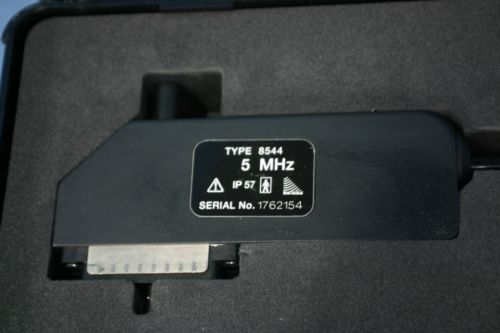 TYPE 8544
5 MHz
IP 57
SERIAL No. 1762154